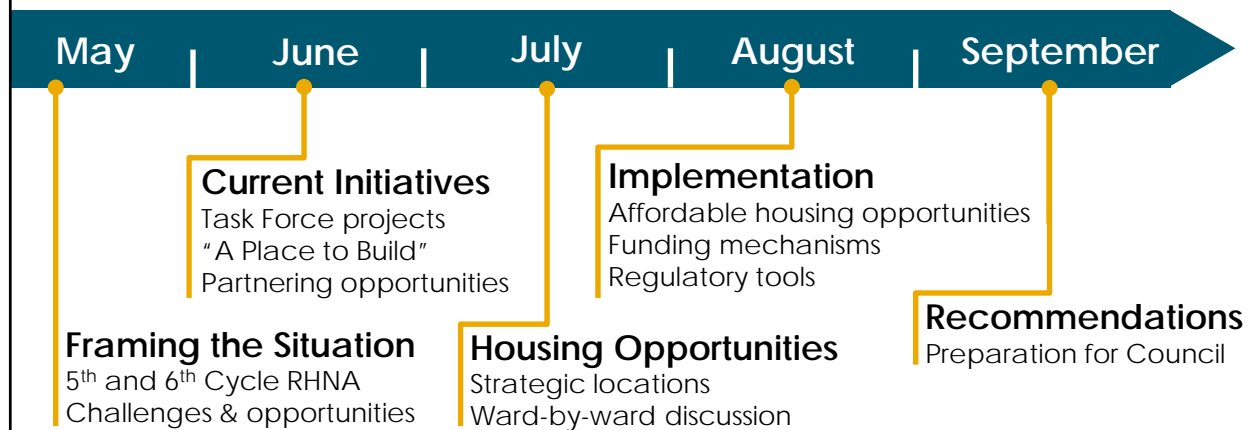 May
June
July
August
September
Current Initiatives
Task Force projects
“A Place to Build”
Partnering opportunities
Implementation
Affordable housing opportunities
Funding mechanisms
Regulatory tools
Framing the Situation
5th and 6th Cycle RHNA
Challenges & opportunities
Housing Opportunities
Strategic locations
Ward-by-ward discussion
Recommendations
Preparation for Council